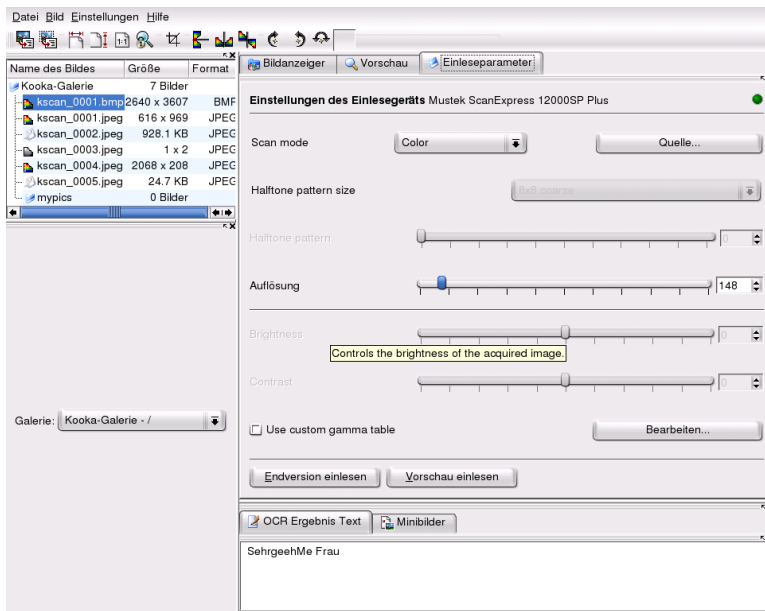 Datei Bild Einstellungen Hilfe
1:1
Name des Bildes Größe Format
Kooka-Galerie 7 Bilder
kscan_0001.bmp 2640 x 3607 BMF
kscan_0001.jpeg 616 x 969 JPEG
kscan_0002.jpeg 928.1 KB JPEG
kscan_0003.jpeg 1 x 2 JPEG
kscan_0004.jpeg 2068 x 208 JPEG
kscan_0005.jpeg 24.7 KB JPEG
mypics 0 Bilder
Galerie: Kooka-Galerie - /
Bildanzeiger Vorschau Einleseparameter
Einstellungen des Einlesegeräts Mustek ScanExpress 12000SP Plus
Scan mode Color Quelle...
Halftone pattern size 8x8 coarse
Halftone pattern 0
Auflösung 148
Brightness 0
Controls the brightness of the acquired image.
Contrast 0
Use custom gamma table Bearbeiten...
Endversion einlesen Vorschau einlesen
OCR Ergebnis Text Minibilder
SehrgeehMe Frau